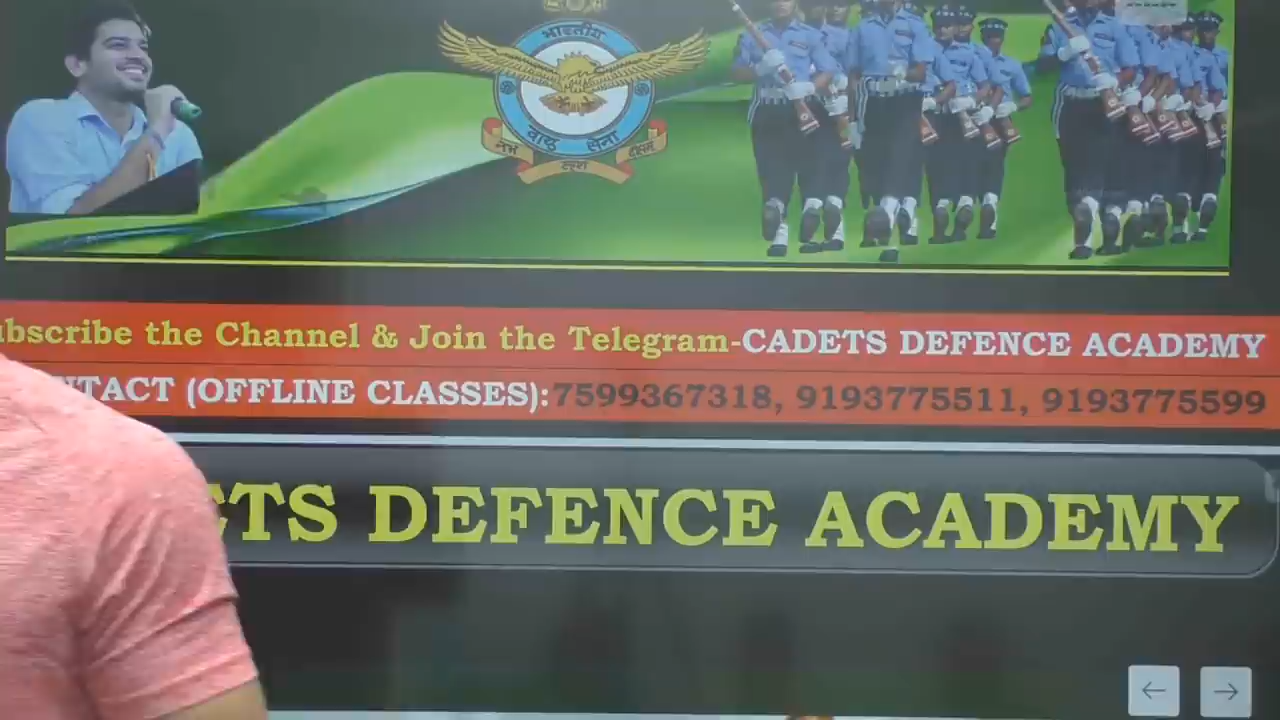 भारतीय
वायु सेना
नभः स्पृशं दीप्तम्
ubscribe the Channel & Join the Telegram-CADETS DEFENCE ACADEMY
NTACT (OFFLINE CLASSES):7599367318, 9193775511, 9193775599
ETS DEFENCE ACADEMY